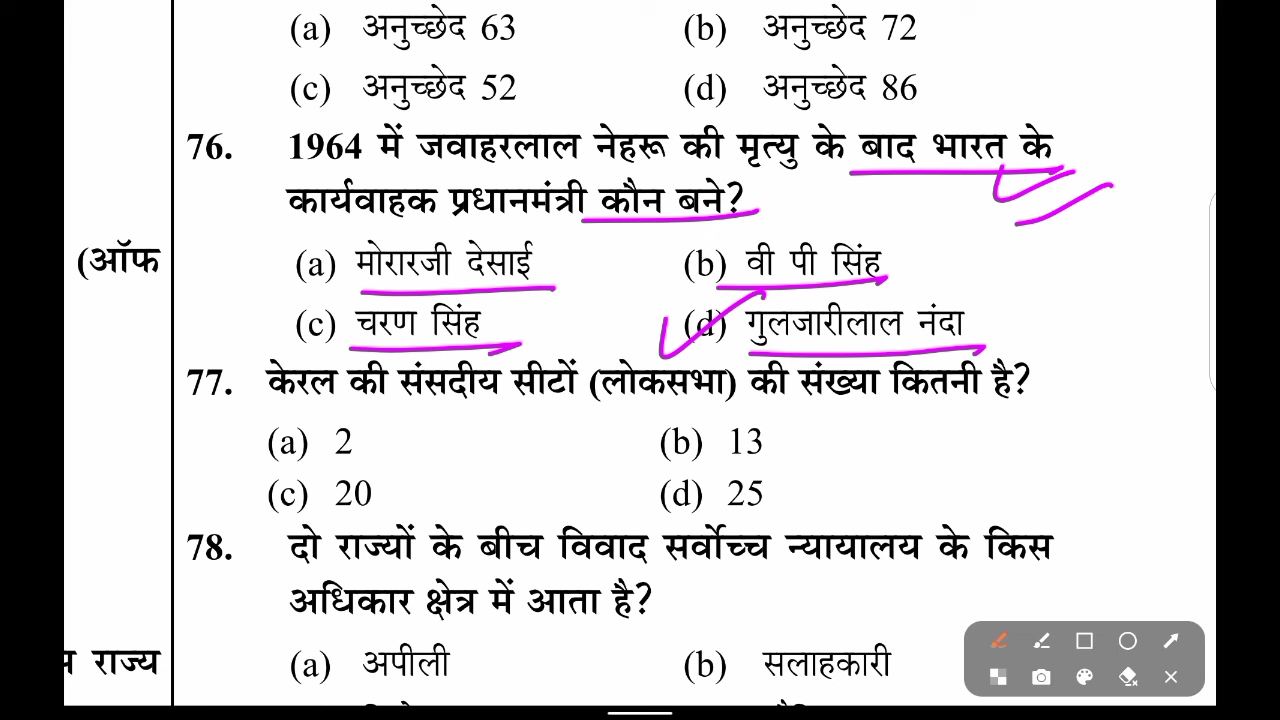 (a) अनुच्छेद 63 (b) अनुच्छेद 72
(c) अनुच्छेद 52 (d) अनुच्छेद 86
76. 1964 में जवाहरलाल नेहरू की मृत्यु के बाद भारत के
कार्यवाहक प्रधानमंत्री कौन बने?
(ऑफ
(a) मोरारजी देसाई (b) वी पी सिंह
(c) चरण सिंह (d) गुलजारीलाल नंदा
77. केरल की संसदीय सीटों (लोकसभा) की संख्या कितनी है?
(a) 2 (b) 13
(c) 20 (d) 25
78. दो राज्यों के बीच विवाद सर्वोच्च न्यायालय के किस
अधिकार क्षेत्र में आता है?
राज्य
(a) अपीली (b) सलाहकारी